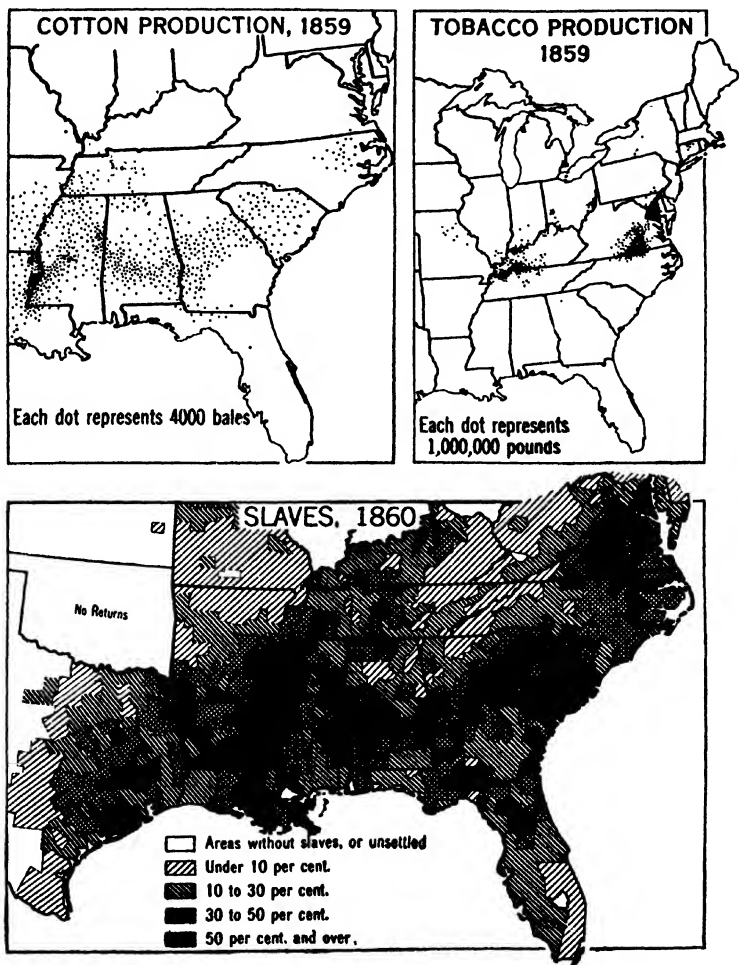 COTTON PRODUCTION, 1859
Each dot represents 4000 bales
TOBACCO PRODUCTION
1859
Each dot represents
1,000,000 pounds
SLAVES, 1860
No Returns
Areas without slaves, or unsettled
Under 10 per cent.
10 to 30 per cent.
30 to 50 per cent.
50 per cent. and over.